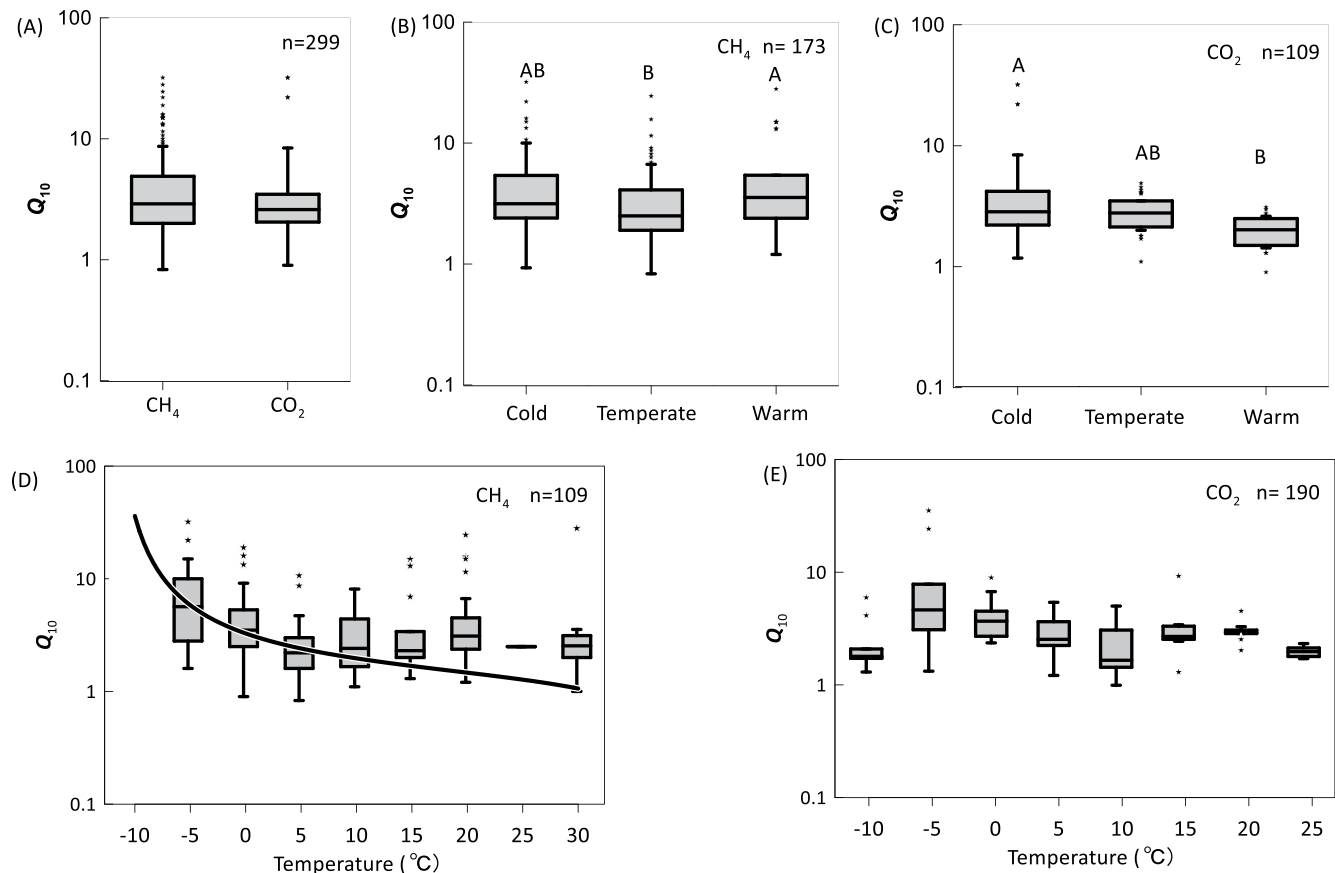 (A)
100
10
1
0.1
Q10
n=299
CH4
CO2
(B)
100
10
1
0.1
Q10
CH4 n= 173
AB
B
A
Cold
Temperate
Warm
(C)
100
10
1
0.1
Q10
CO2 n=109
A
AB
B
Cold
Temperate
Warm
(D)
100
10
1
0.1
Q10
CH4 n=109
-10 -5 0 5 10 15 20 25 30
Temperature (℃)
(E)
100
10
1
0.1
Q10
CO2 n= 190
-10 -5 0 5 10 15 20 25
Temperature (℃)